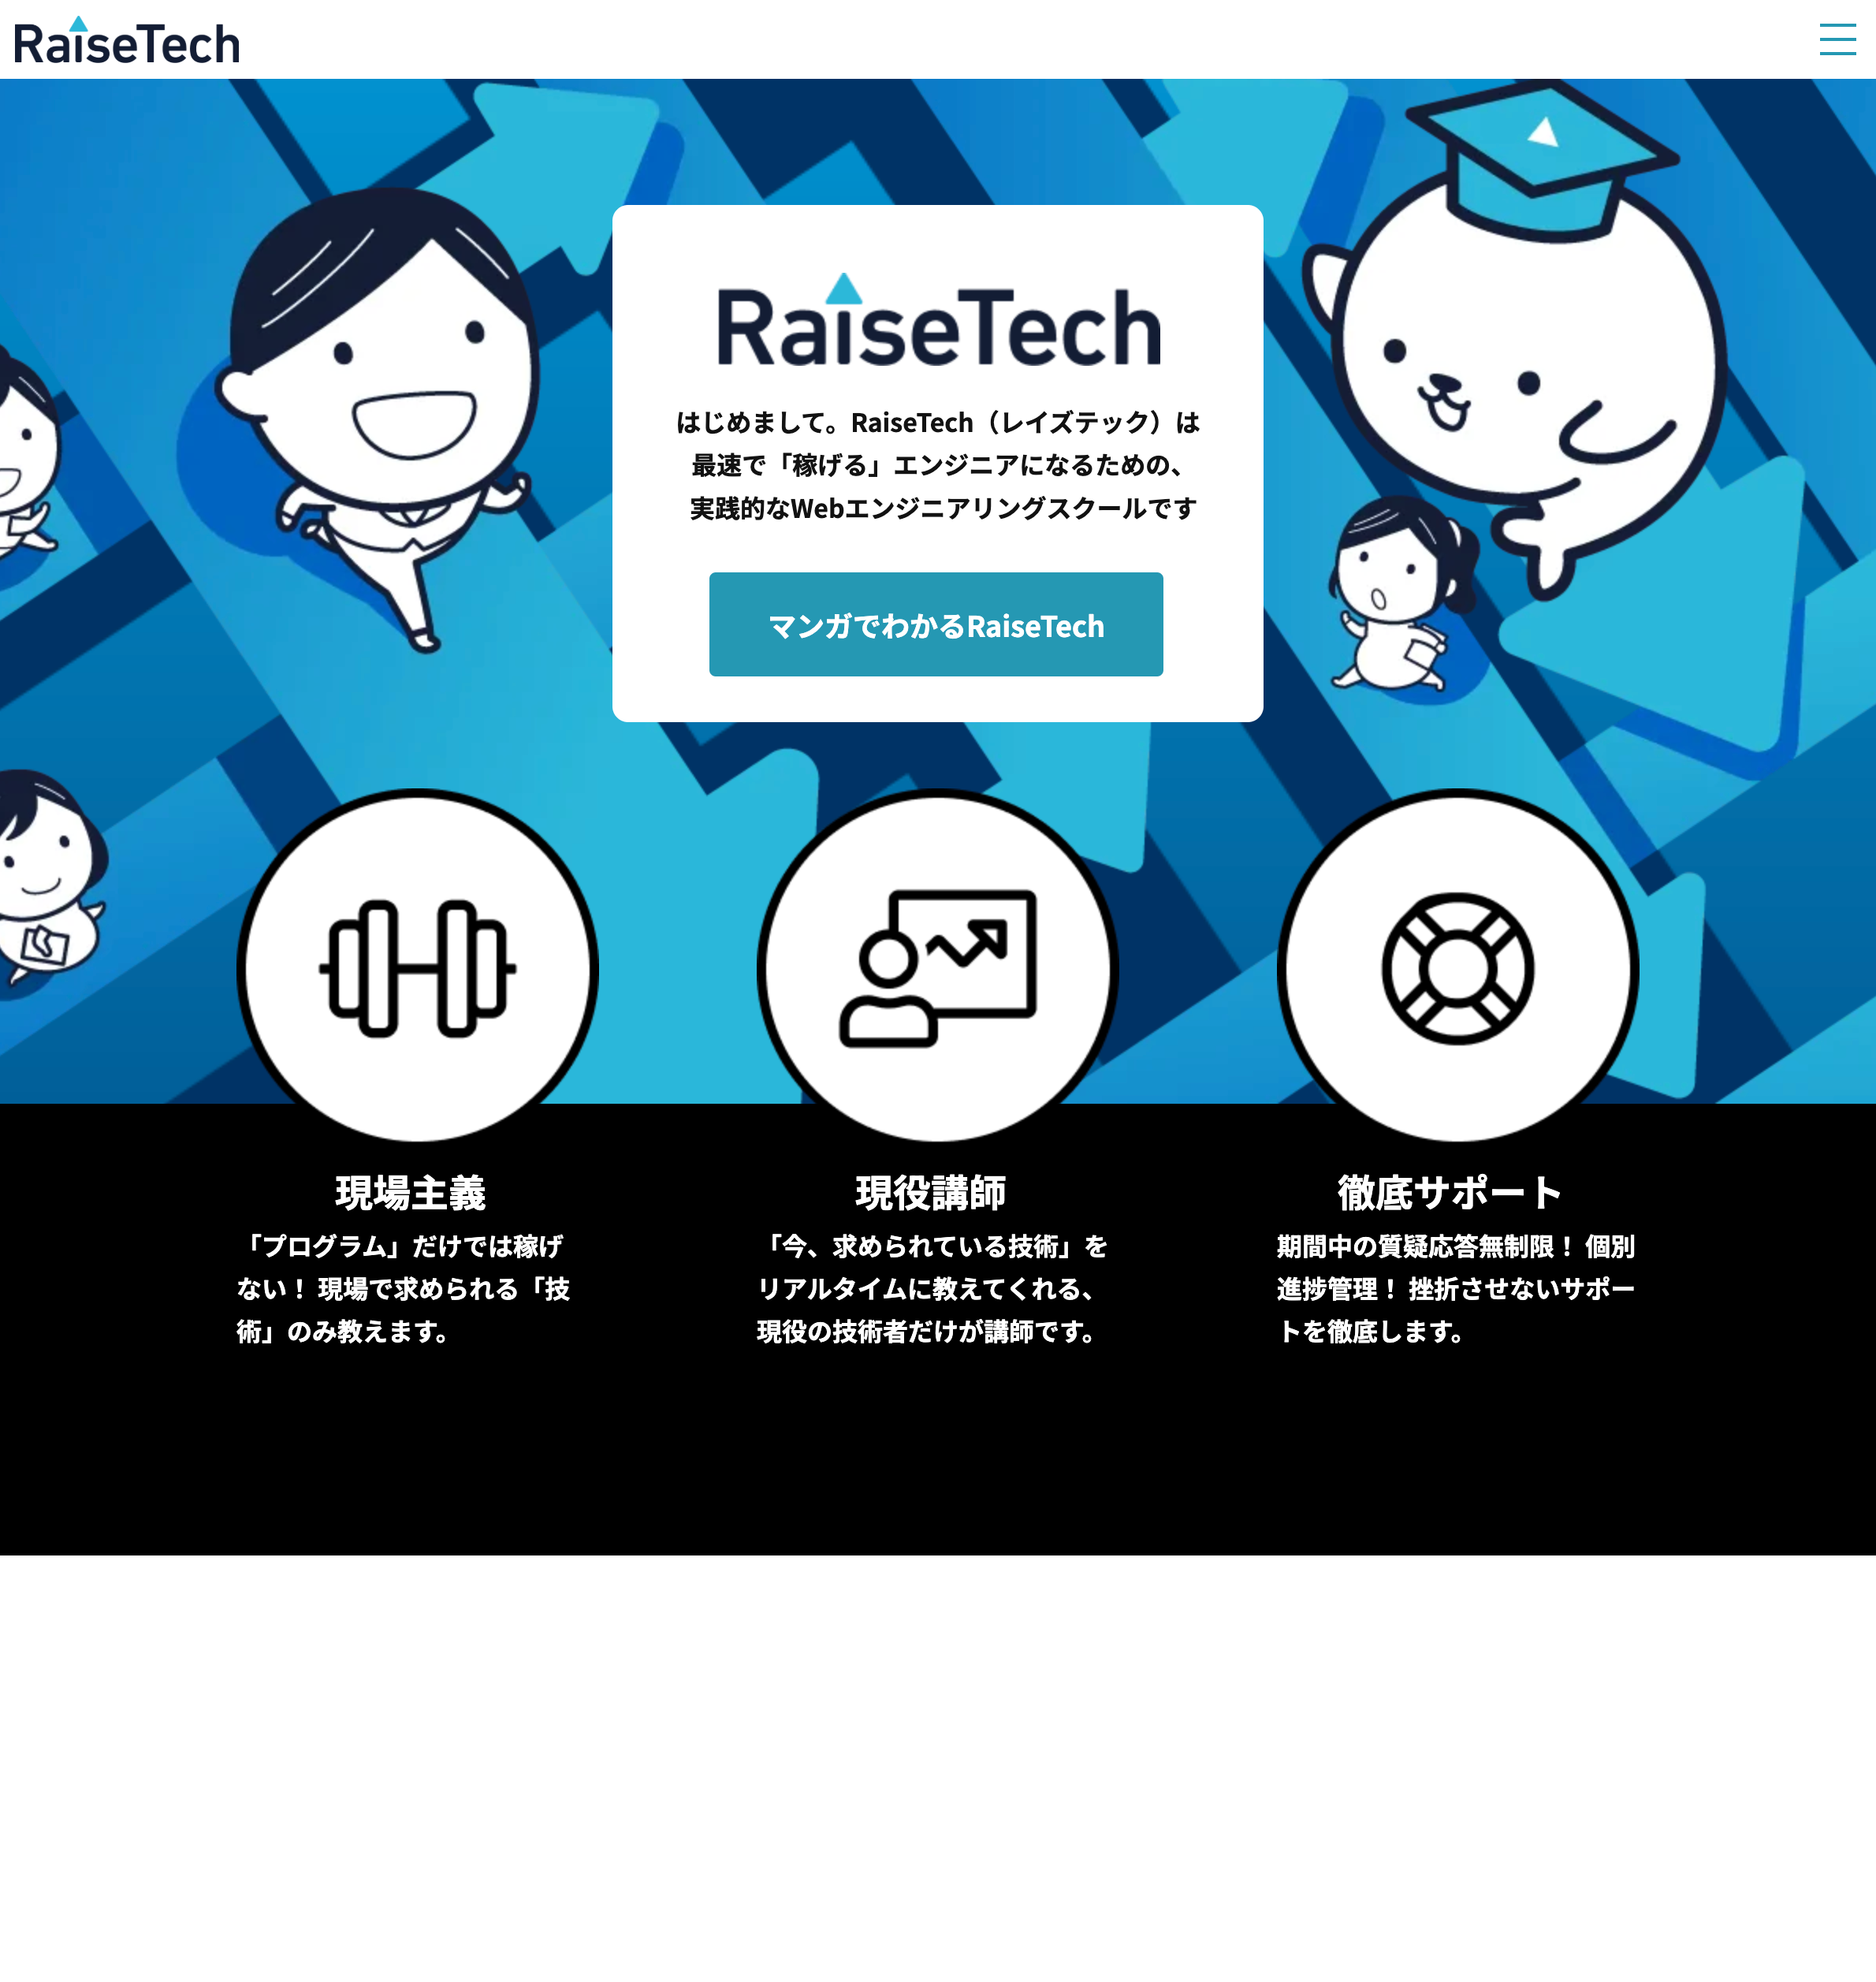 RaiseTech
RaiseTech
はじめまして。RaiseTech（レイズテック）は
最速で「稼げる」エンジニアになるための、
実践的なWebエンジニアリングスクールです
マンガでわかるRaiseTech
現場主義
「プログラム」だけでは稼げ
ない！ 現場で求められる「技
術」のみ教えます。
現役講師
「今、求められている技術」を
リアルタイムに教えてくれる、
現役の技術者だけが講師です。
徹底サポート
期間中の質疑応答無制限！ 個別
進捗管理！ 挫折させないサポー
トを徹底します。